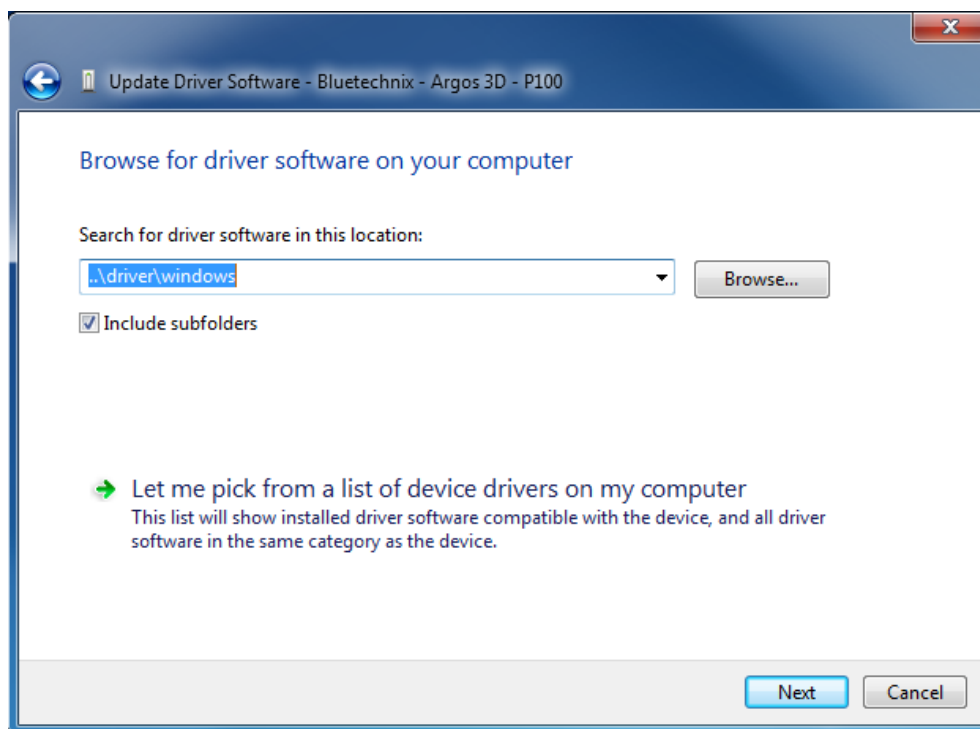 Update Driver Software - Bluetechnix - Argos 3D - P100
Browse for driver software on your computer
Search for driver software in this location:
..\driver\windows
Browse...
Include subfolders
Let me pick from a list of device drivers on my computer
This list will show installed driver software compatible with the device, and all driver
software in the same category as the device.
Next
Cancel